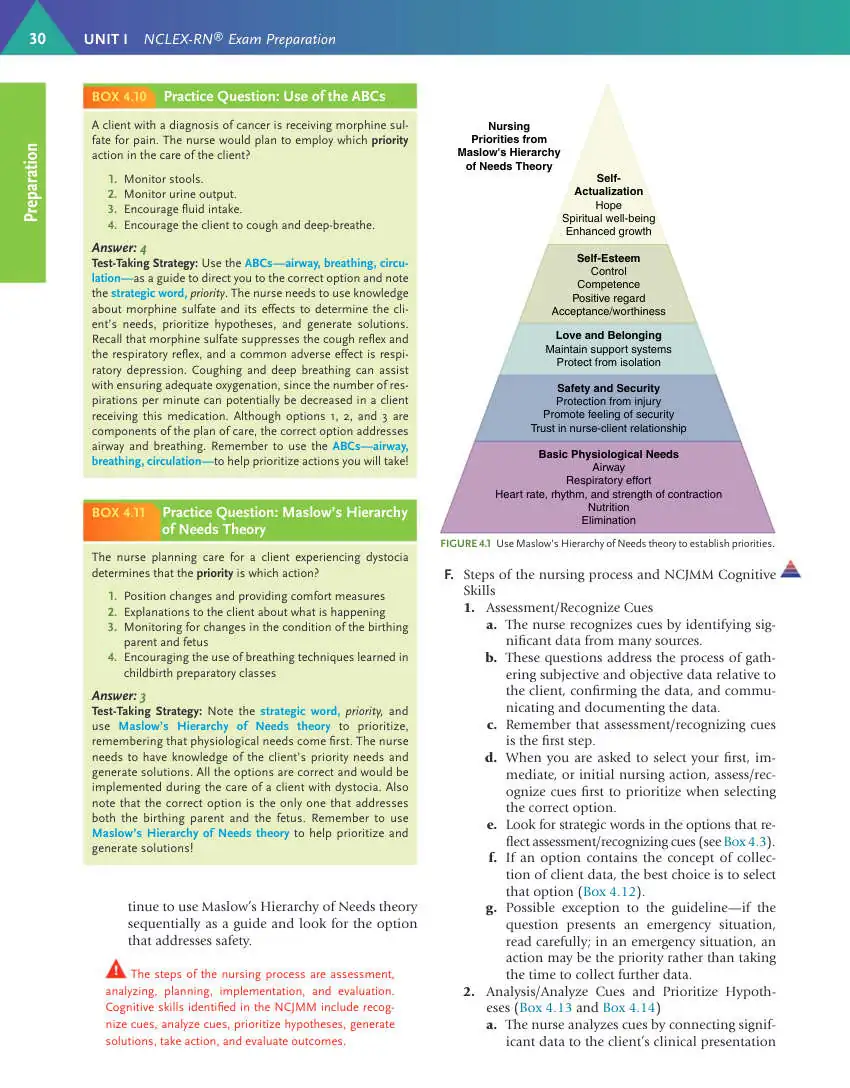 30
UNIT I NCLEX-RN® Exam Preparation
Preparation
BOX 4.10 Practice Question: Use of the ABCs
A client with a diagnosis of cancer is receiving morphine sul-
fate for pain. The nurse would plan to employ which priority
action in the care of the client?
1. Monitor stools.
2. Monitor urine output.
3. Encourage fluid intake.
4. Encourage the client to cough and deep-breathe.
Answer: 4
Test-Taking Strategy: Use the ABCs—airway, breathing, circu-
lation—as a guide to direct you to the correct option and note
the strategic word, priority. The nurse needs to use knowledge
about morphine sulfate and its effects to determine the cli-
ent's needs, prioritize hypotheses, and generate solutions.
Recall that morphine sulfate suppresses the cough reflex and
the respiratory reflex, and a common adverse effect is respi-
ratory depression. Coughing and deep breathing can assist
with ensuring adequate oxygenation, since the number of res-
pirations per minute can potentially be decreased in a client
receiving this medication. Although options 1, 2, and 3 are
components of the plan of care, the correct option addresses
airway and breathing. Remember to use the ABCs—airway,
breathing, circulation—to help prioritize actions you will take!
BOX 4.11 Practice Question: Maslow's Hierarchy
of Needs Theory
The nurse planning care for a client experiencing dystocia
determines that the priority is which action?
1. Position changes and providing comfort measures
2. Explanations to the client about what is happening
3. Monitoring for changes in the condition of the birthing
parent and fetus
4. Encouraging the use of breathing techniques learned in
childbirth preparatory classes
Answer: 3
Test-Taking Strategy: Note the strategic word, priority, and
use Maslow's Hierarchy of Needs theory to prioritize,
remembering that physiological needs come first. The nurse
needs to have knowledge of the client's priority needs and
generate solutions. All the options are correct and would be
implemented during the care of a client with dystocia. Also
note that the correct option is the only one that addresses
both the birthing parent and the fetus. Remember to use
Maslow's Hierarchy of Needs theory to help prioritize and
generate solutions!
tinue to use Maslow's Hierarchy of Needs theory
sequentially as a guide and look for the option
that addresses safety.
! The steps of the nursing process are assessment,
analyzing, planning, implementation, and evaluation.
Cognitive skills identified in the NCJMM include recog-
nize cues, analyze cues, prioritize hypotheses, generate
solutions, take action, and evaluate outcomes.
Nursing
Priorities from
Maslow's Hierarchy
of Needs Theory
Self-
Actualization
Hope
Spiritual well-being
Enhanced growth
Self-Esteem
Control
Competence
Positive regard
Acceptance/worthiness
Love and Belonging
Maintain support systems
Protect from isolation
Safety and Security
Protection from injury
Promote feeling of security
Trust in nurse-client relationship
Basic Physiological Needs
Airway
Respiratory effort
Heart rate, rhythm, and strength of contraction
Nutrition
Elimination
FIGURE 4.1 Use Maslow's Hierarchy of Needs theory to establish priorities.
F. Steps of the nursing process and NCJMM Cognitive
Skills
1. Assessment/Recognize Cues
a. The nurse recognizes cues by identifying sig-
nificant data from many sources.
b. These questions address the process of gath-
ering subjective and objective data relative to
the client, confirming the data, and commu-
nicating and documenting the data.
c. Remember that assessment/recognizing cues
is the first step.
d. When you are asked to select your first, im-
mediate, or initial nursing action, assess/rec-
ognize cues first to prioritize when selecting
the correct option.
e. Look for strategic words in the options that re-
flect assessment/recognizing cues (see Box 4.3).
f. If an option contains the concept of collec-
tion of client data, the best choice is to select
that option (Box 4.12).
g. Possible exception to the guideline—if the
question presents an emergency situation,
read carefully; in an emergency situation, an
action may be the priority rather than taking
the time to collect further data.
2. Analysis/Analyze Cues and Prioritize Hypoth-
eses (Box 4.13 and Box 4.14)
a. The nurse analyzes cues by connecting signif-
icant data to the client's clinical presentation